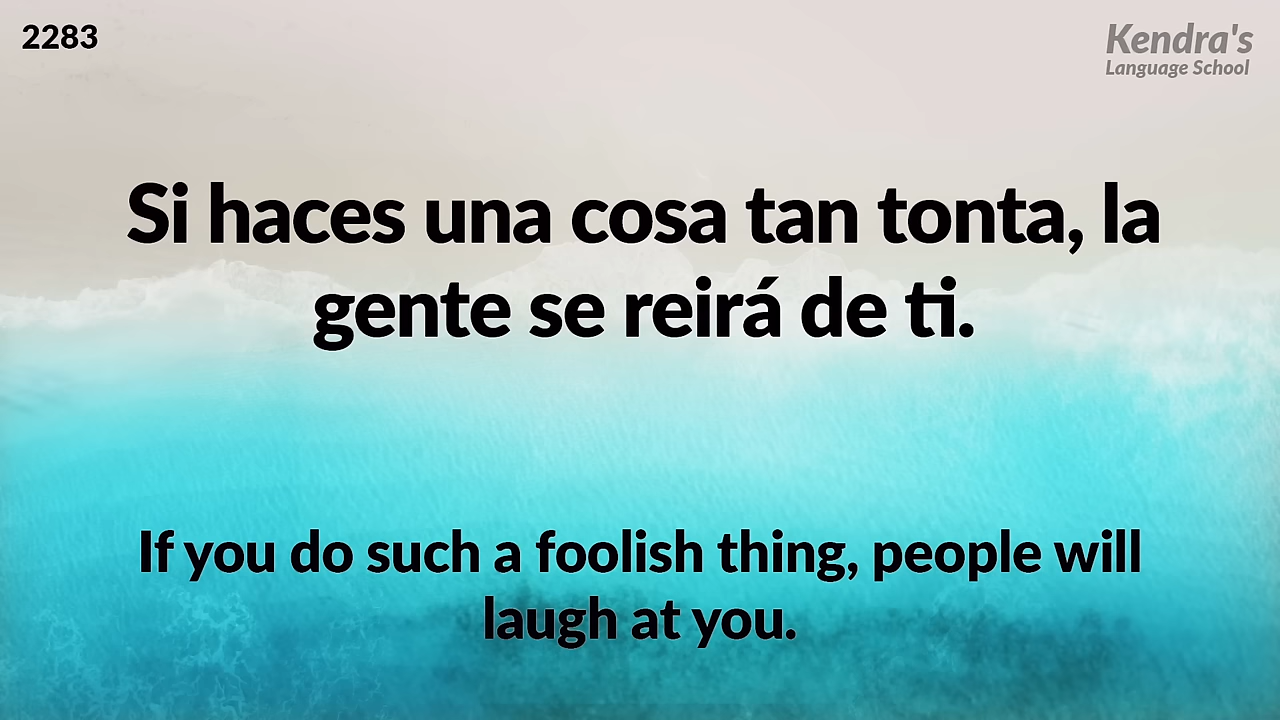 2283
Kendra's
Language School
Si haces una cosa tan tonta, la
gente se reirá de ti.
If you do such a foolish thing, people will
laugh at you.